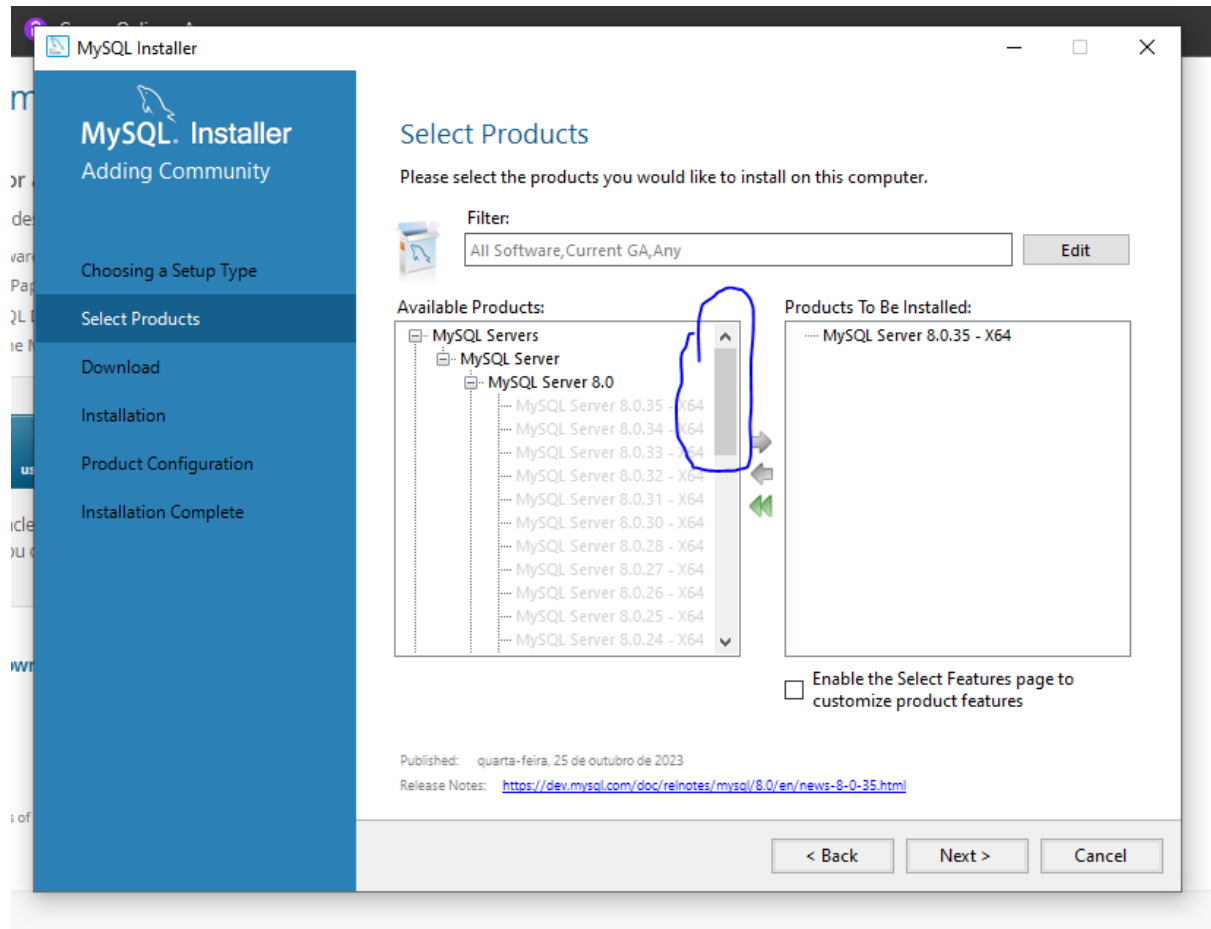 MySQL Installer
MySQL. Installer
Adding Community
Choosing a Setup Type
Select Products
Download
Installation
Product Configuration
Installation Complete
Select Products
Please select the products you would like to install on this computer.
Filter:
All Software,Current GA,Any
Edit
Available Products:
MySQL Servers
MySQL Server
MySQL Server 8.0
MySQL Server 8.0.35 - X64
MySQL Server 8.0.34 - X64
MySQL Server 8.0.33 - X64
MySQL Server 8.0.32 - X64
MySQL Server 8.0.31 - X64
MySQL Server 8.0.30 - X64
MySQL Server 8.0.28 - X64
MySQL Server 8.0.27 - X64
MySQL Server 8.0.26 - X64
MySQL Server 8.0.25 - X64
MySQL Server 8.0.24 - X64
Products To Be Installed:
MySQL Server 8.0.35 - X64
Enable the Select Features page to
customize product features
Published: quarta-feira, 25 de outubro de 2023
Release Notes: https://dev.mysql.com/doc/relnotes/mysql/8.0/en/news-8-0-35.html
< Back
Next >
Cancel